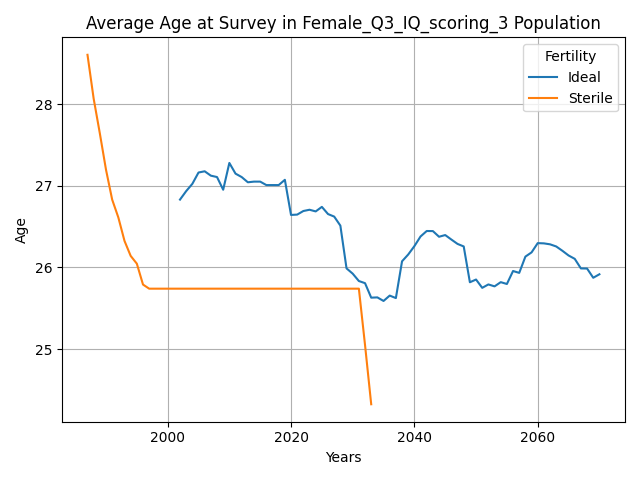 Average Age at Survey in Female_Q3_IQ_scoring_3 Population
Fertility
Ideal
Sterile
Age
28
27
26
25
2000
2020
2040
2060
Years